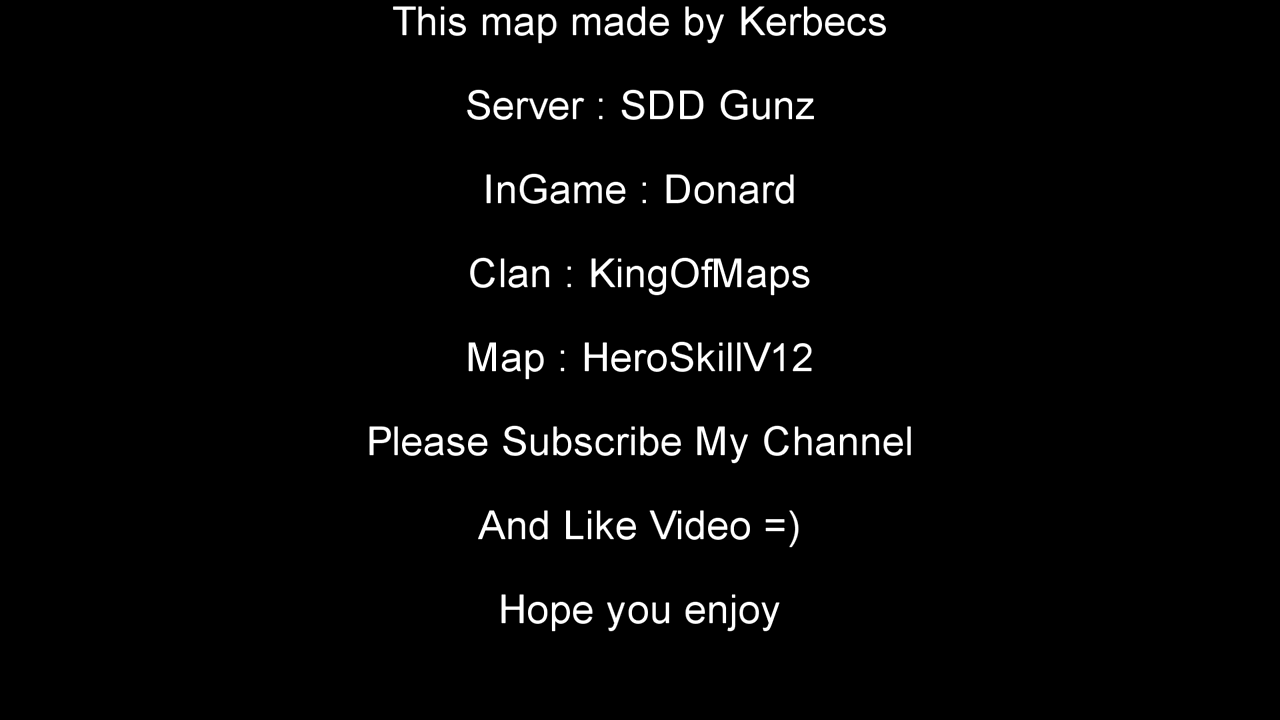 This map made by Kerbecs
Server : SDD Gunz
InGame : Donard
Clan : KingOfMaps
Map : HeroSkillV12
Please Subscribe My Channel
And Like Video =)
Hope you enjoy